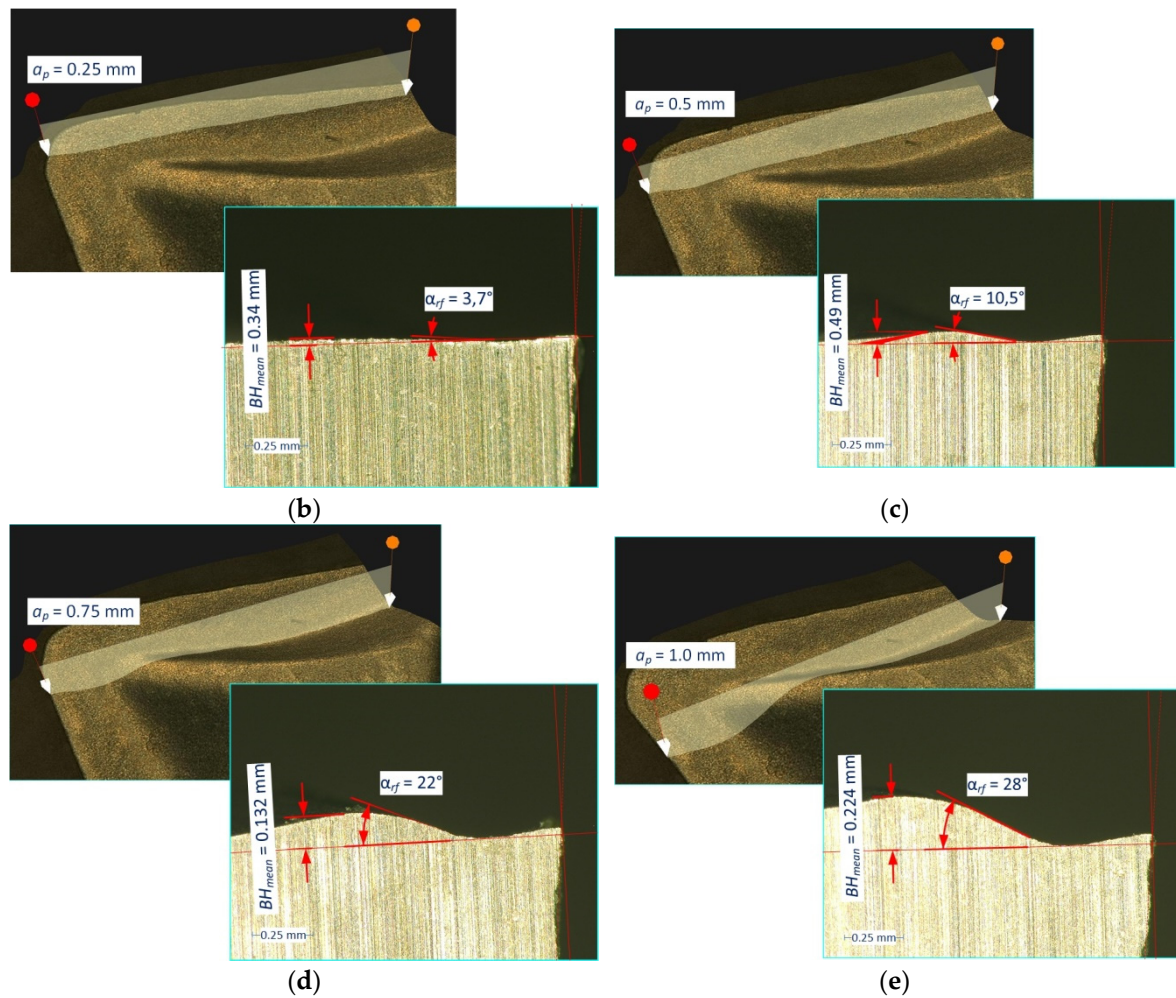 a_p = 0.25 mm
α_rf = 3,7°
BH_mean = 0.34 mm
0.25 mm
(b)
a_p = 0.5 mm
α_rf = 10,5°
BH_mean = 0.49 mm
0.25 mm
(c)
a_p = 0.75 mm
α_rf = 22°
BH_mean = 0.132 mm
0.25 mm
(d)
a_p = 1.0 mm
α_rf = 28°
BH_mean = 0.224 mm
0.25 mm
(e)